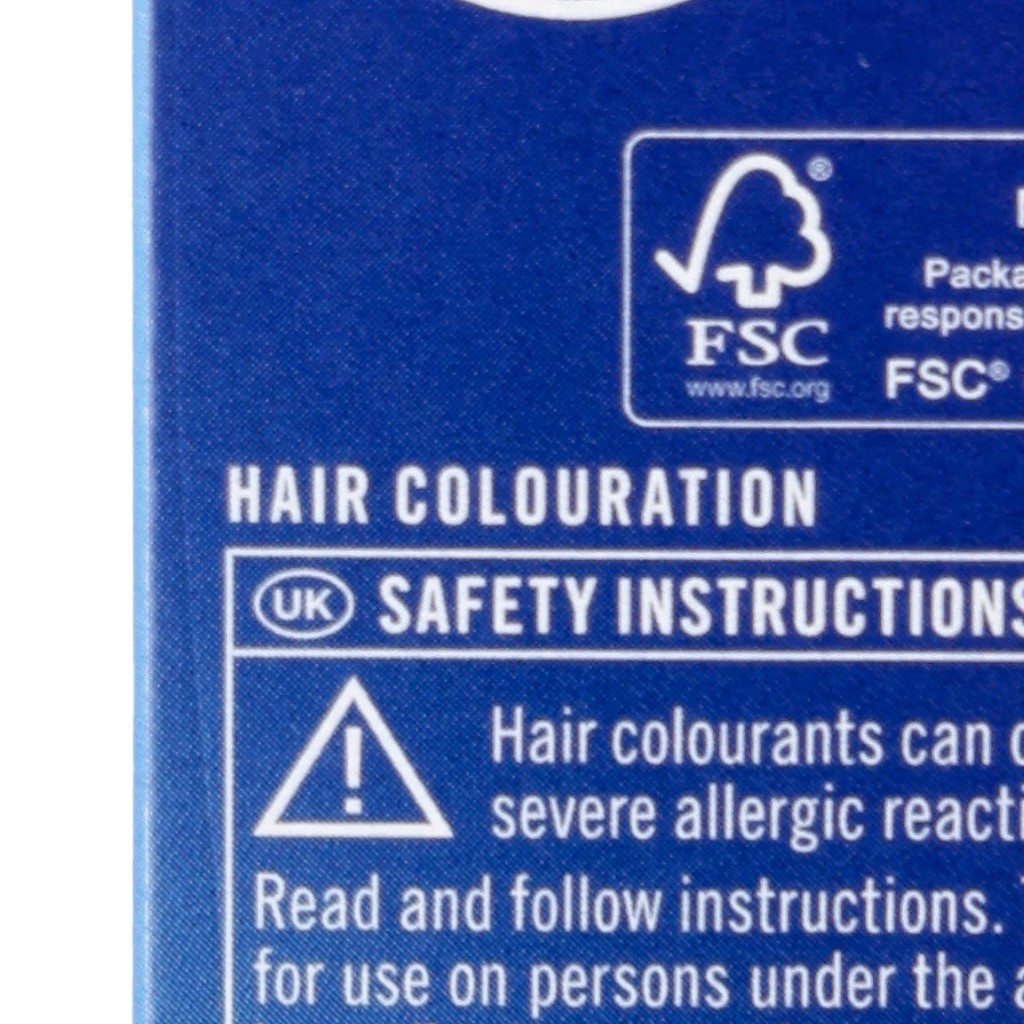 ®
FSC
www.fsc.org
FSC®
HAIR COLOURATION
UK SAFETY INSTRUCTIONS
Hair colourants can
severe allergic
Read and follow instructions.
for use on persons under the